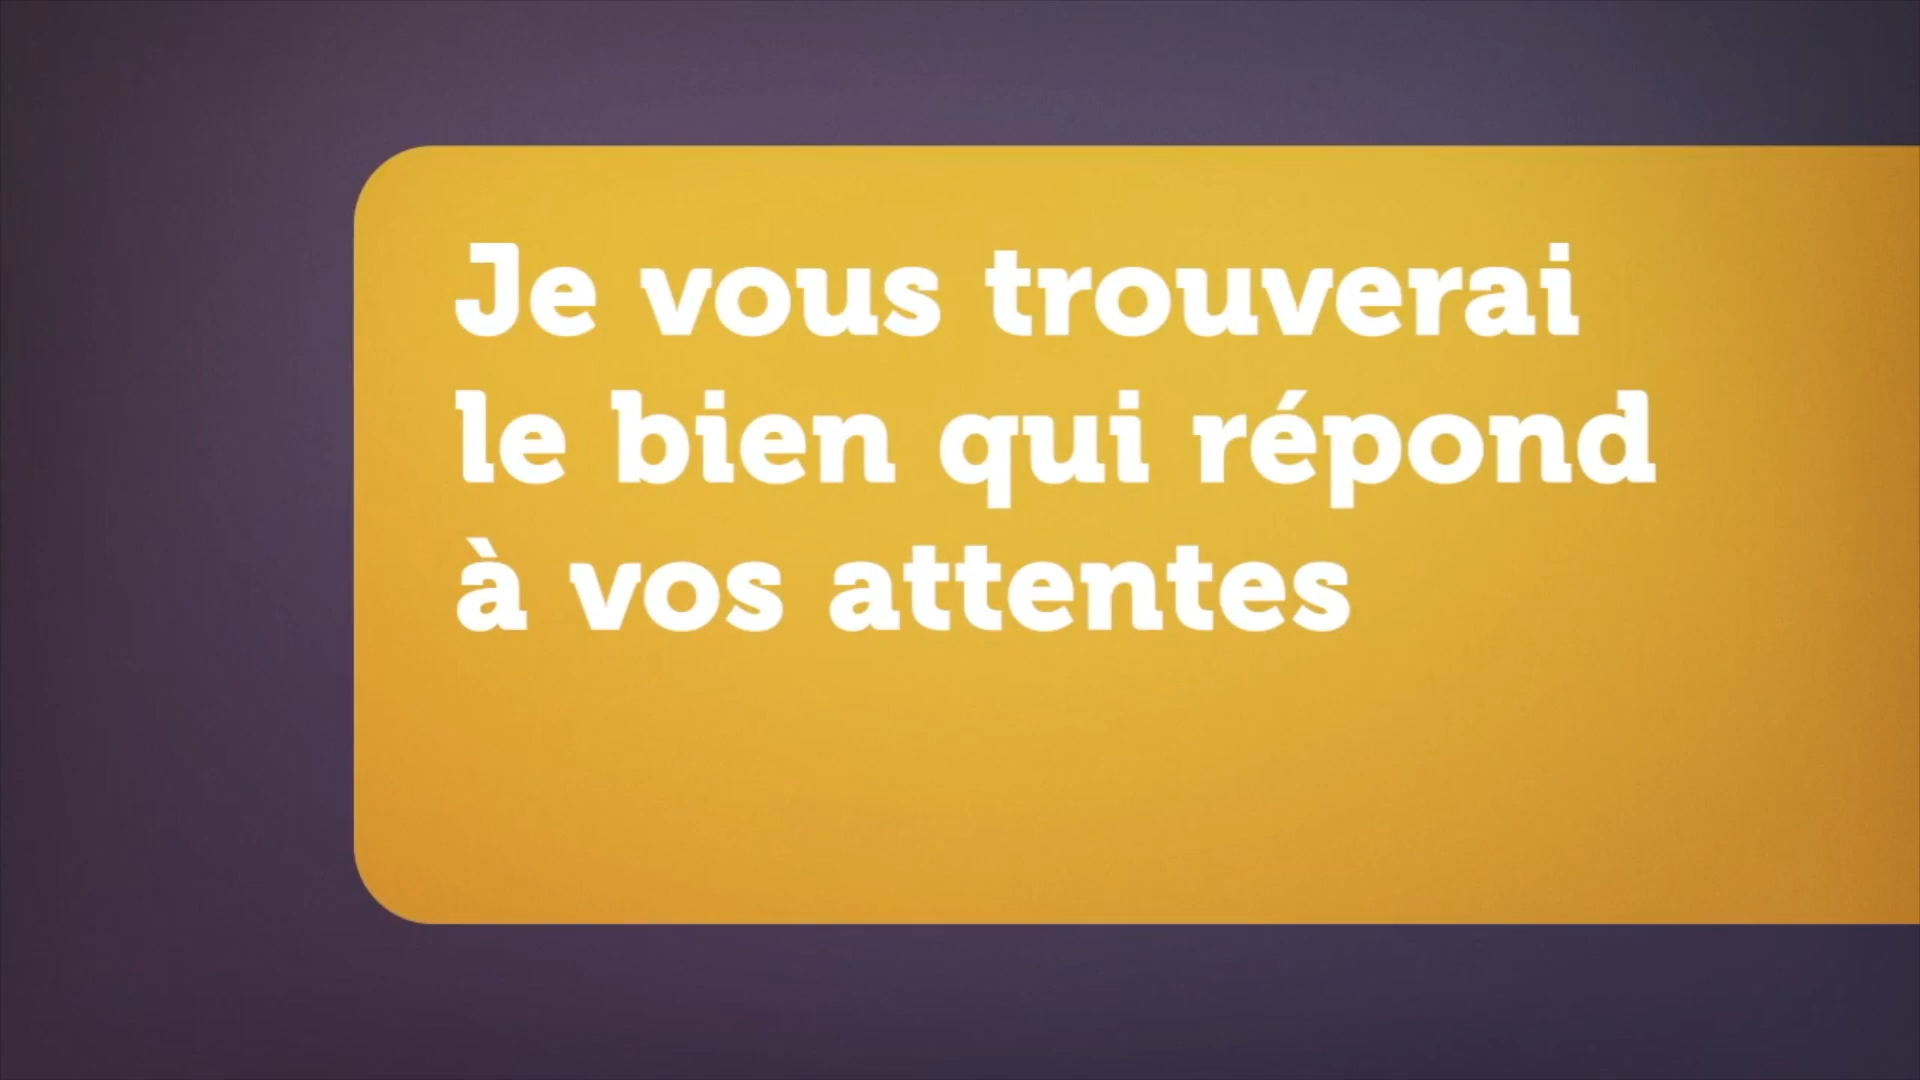 Je vous trouverai
le bien qui répond
à vos attentes